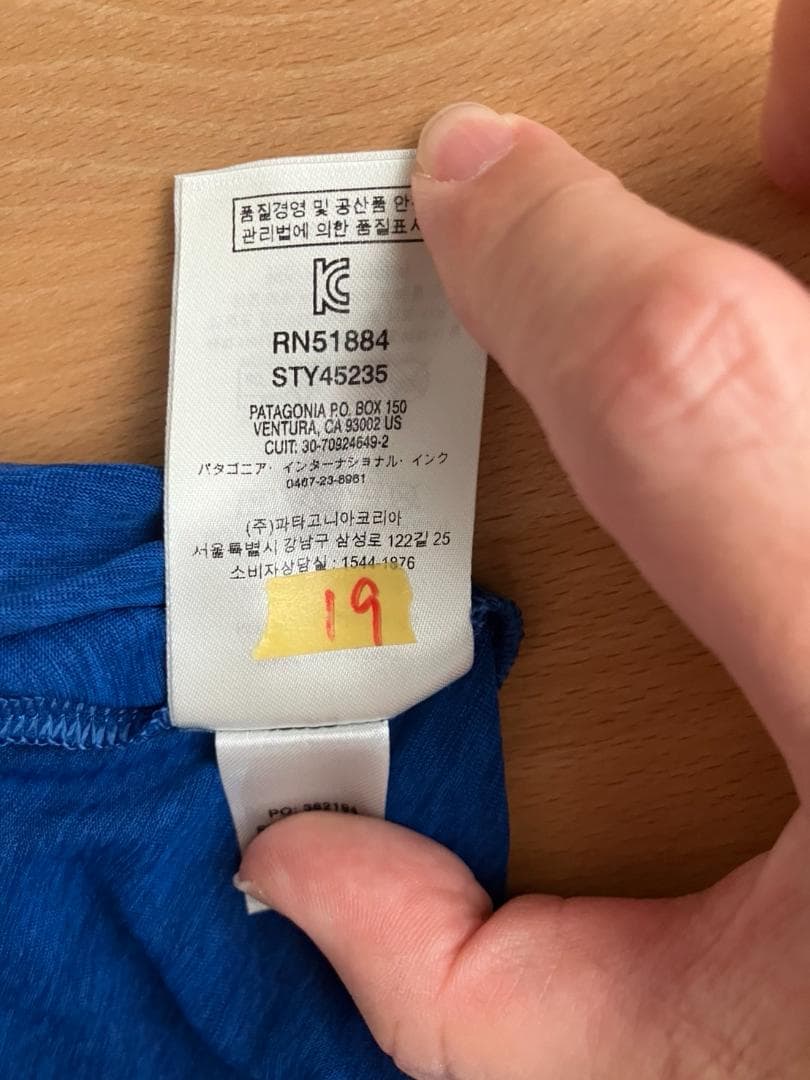 품질경영 및 공산품
관리법에 의한 품질표시
KC
RN51884
STY45235
PATAGONIA P.O. BOX 150
VENTURA, CA 93002 US
CUIT: 30-70924649-2
パタゴニア・インターナショナル・インク
0467-23-8961
(주)파타고니아코리아
서울특별시 강남구 삼성로 122길 25
소비자상담실 : 1544-1876
19
PO: